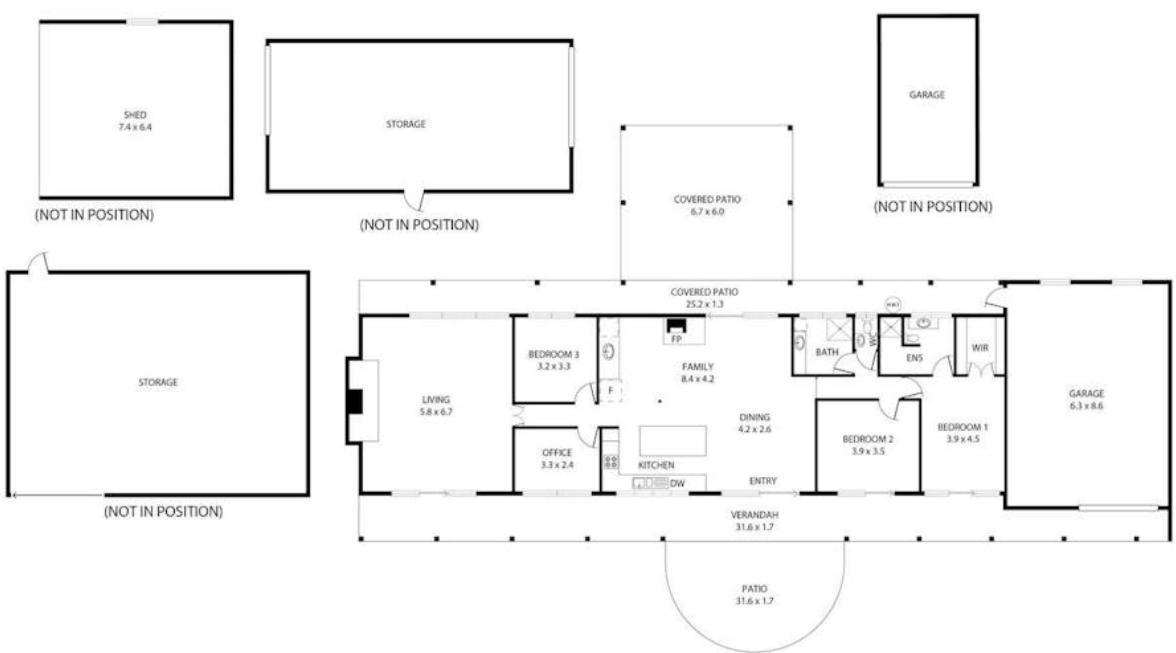 SHED
7.4 x 6.4
(NOT IN POSITION)
STORAGE
(NOT IN POSITION)
GARAGE
(NOT IN POSITION)
COVERED PATIO
6.7 x 6.0
STORAGE
(NOT IN POSITION)
COVERED PATIO
25.2 x 1.3
HWT
LIVING
5.8 x 6.7
BEDROOM 3
3.2 x 3.3
F
FP
FAMILY
8.4 x 4.2
BATH
WC
ENS
WIR
GARAGE
6.3 x 8.6
OFFICE
3.3 x 2.4
DINING
4.2 x 2.6
KITCHEN
DW
ENTRY
BEDROOM 2
3.9 x 3.5
BEDROOM 1
3.9 x 4.5
VERANDAH
31.6 x 1.7
PATIO
31.6 x 1.7